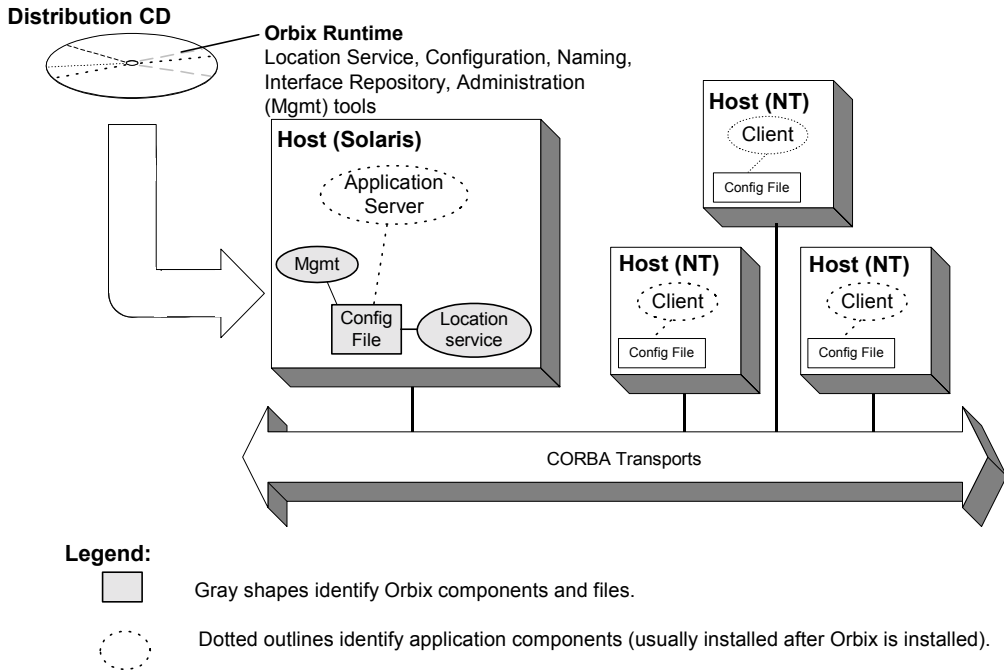 Distribution CD
Orbix Runtime
Location Service, Configuration, Naming,
Interface Repository, Administration
(Mgmt) tools
Host (Solaris)
Application
Server
Mgmt
Config
File
Location
service
Host (NT)
Client
Config File
Host (NT)
Client
Config File
Host (NT)
Client
Config File
CORBA Transports
Legend:
Gray shapes identify Orbix components and files.
Dotted outlines identify application components (usually installed after Orbix is installed).